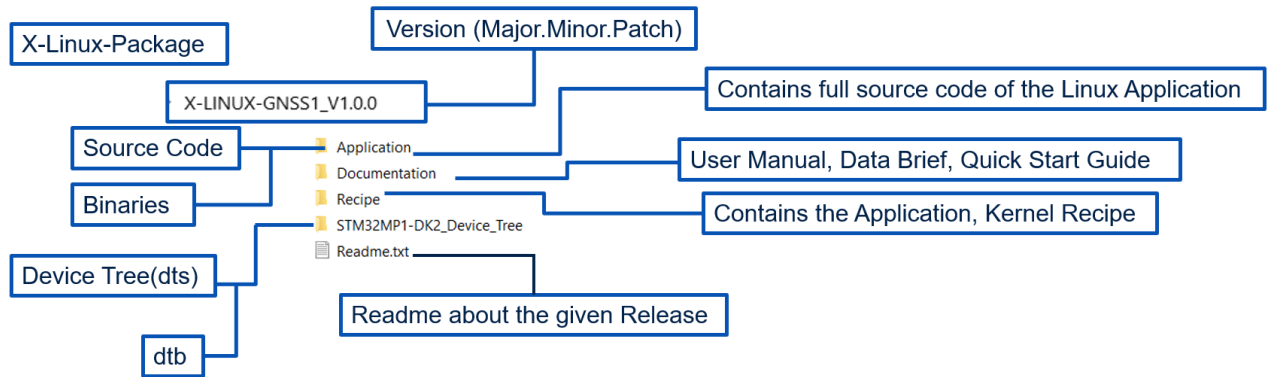 X-Linux-Package
Version (Major.Minor.Patch)
X-LINUX-GNSS1_V1.0.0
Contains full source code of the Linux Application
Source Code
Application
User Manual, Data Brief, Quick Start Guide
Documentation
Binaries
Recipe
Contains the Application, Kernel Recipe
STM32MP1-DK2_Device_Tree
Readme.txt
Device Tree(dts)
Readme about the given Release
dtb